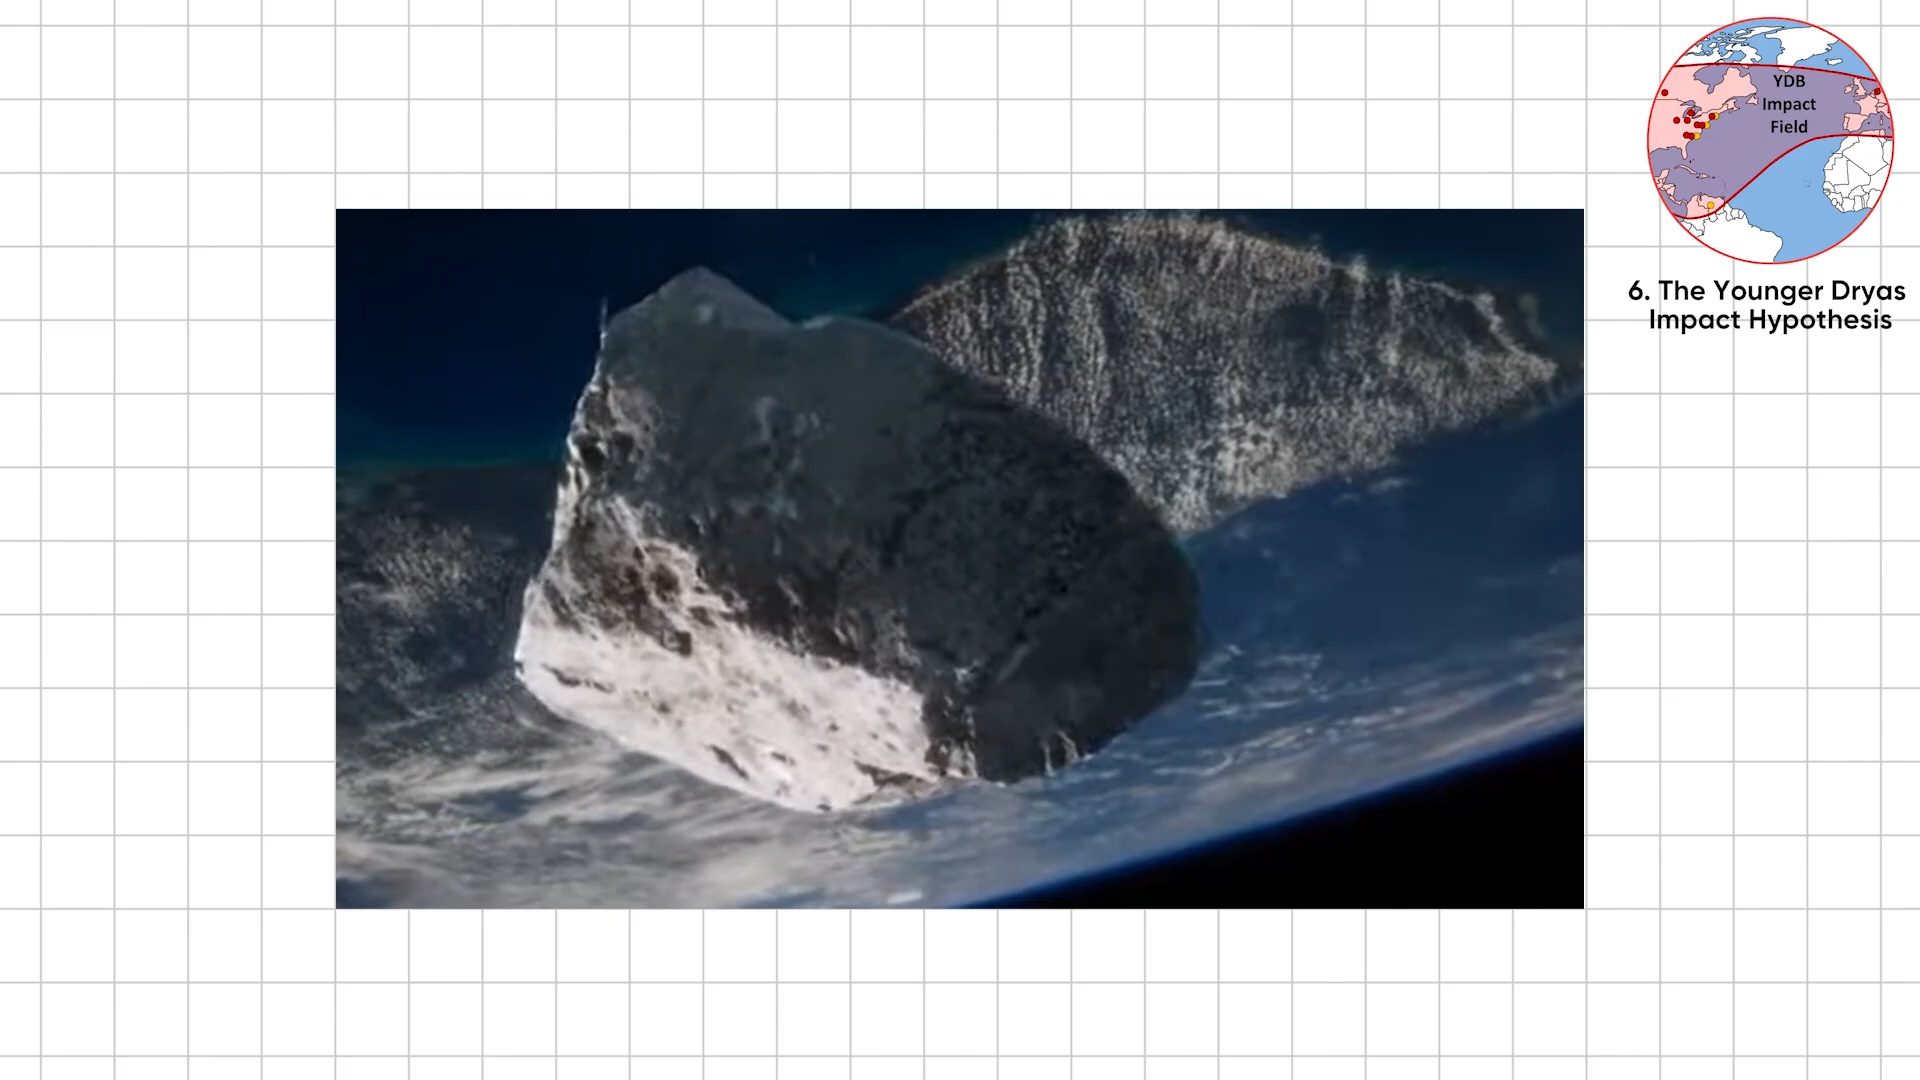 YDB
Impact
Field
6. The Younger Dryas
Impact Hypothesis